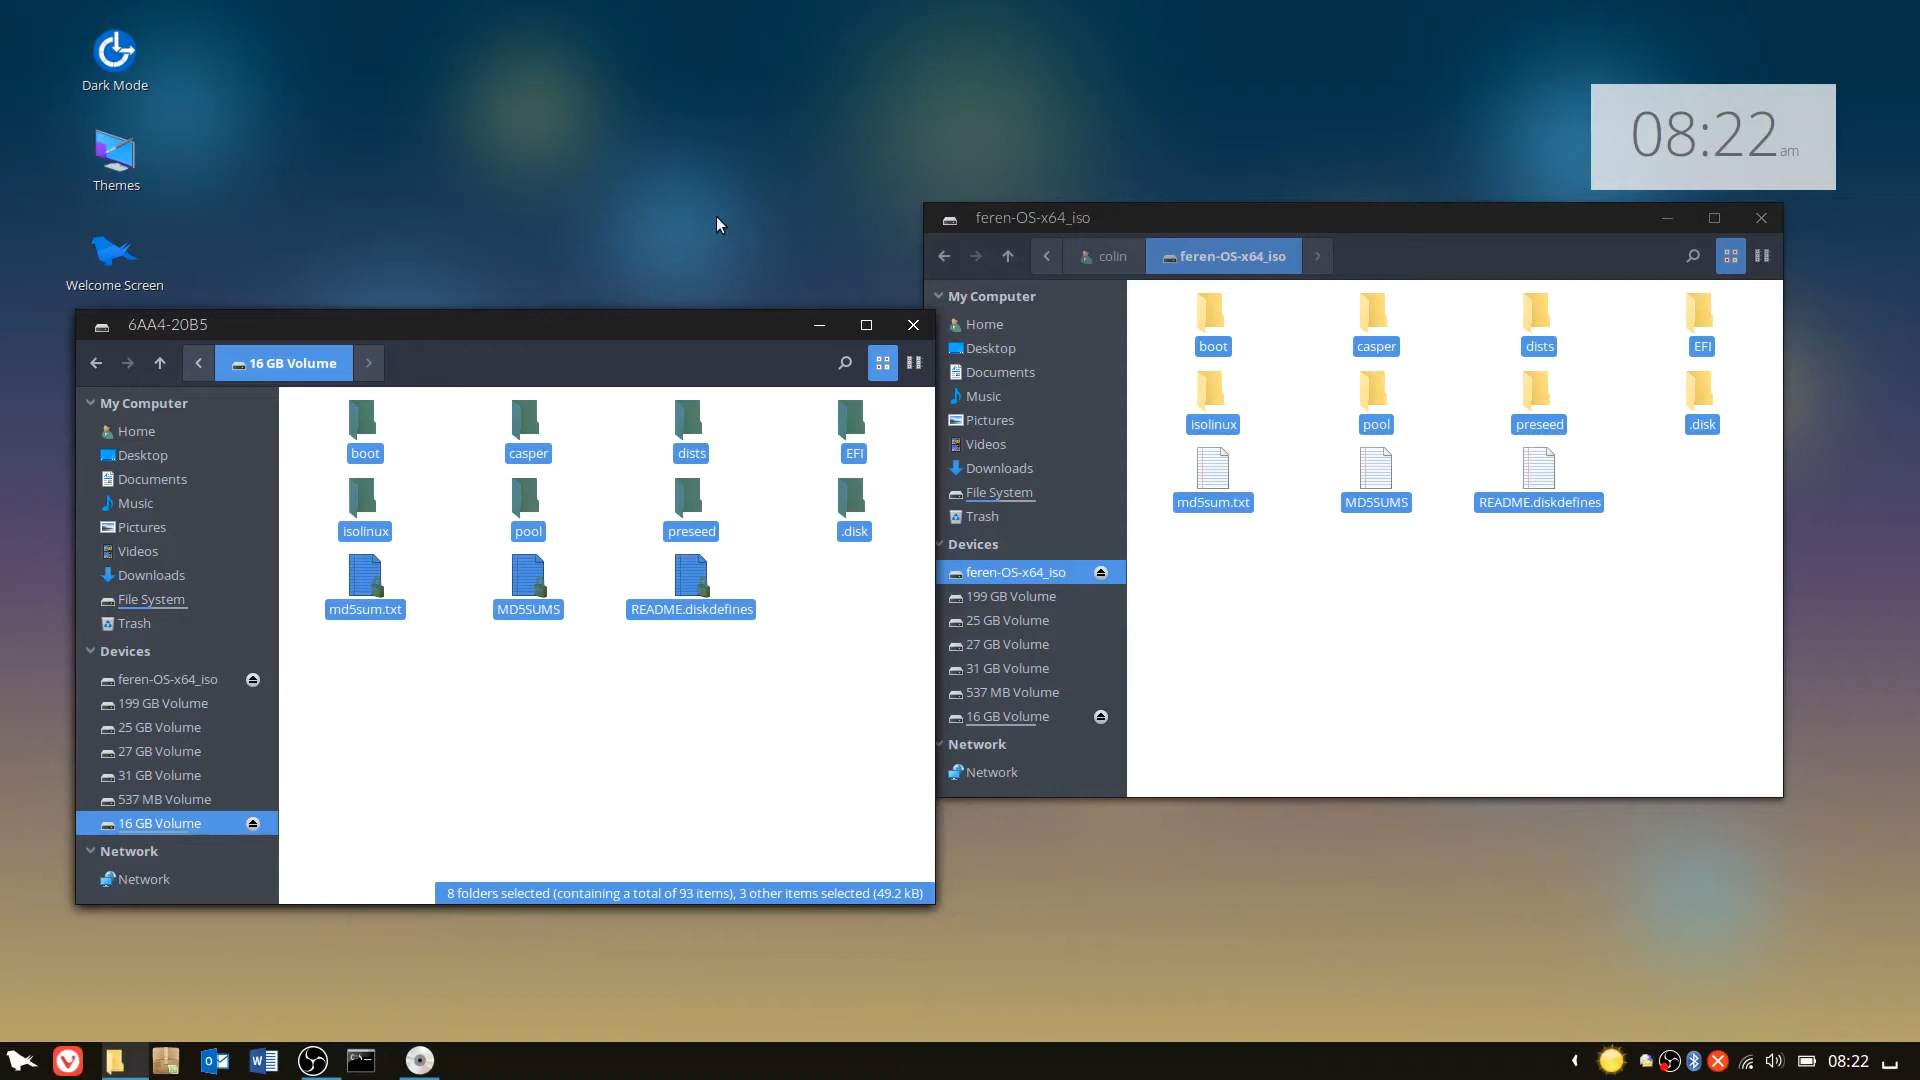 Dark Mode
Themes
Welcome Screen
08:22 am
feren-OS-x64_iso
colin
feren-OS-x64_iso
My Computer
Home
Desktop
Documents
Music
Pictures
Videos
Downloads
File System
Trash
Devices
feren-OS-x64_iso
199 GB Volume
25 GB Volume
27 GB Volume
31 GB Volume
537 MB Volume
16 GB Volume
Network
Network
boot casper dists EFI
isolinux pool preseed .disk
md5sum.txt MD5SUMS README.diskdefines
6AA4-20B5
16 GB Volume
My Computer
Home
Desktop
Documents
Music
Pictures
Videos
Downloads
File System
Trash
Devices
feren-OS-x64_iso
199 GB Volume
25 GB Volume
27 GB Volume
31 GB Volume
537 MB Volume
16 GB Volume
Network
Network
boot casper dists EFI
isolinux pool preseed .disk
md5sum.txt MD5SUMS README.diskdefines
8 folders selected (containing a total of 93 items), 3 other items selected (49.2 kB)
08:22